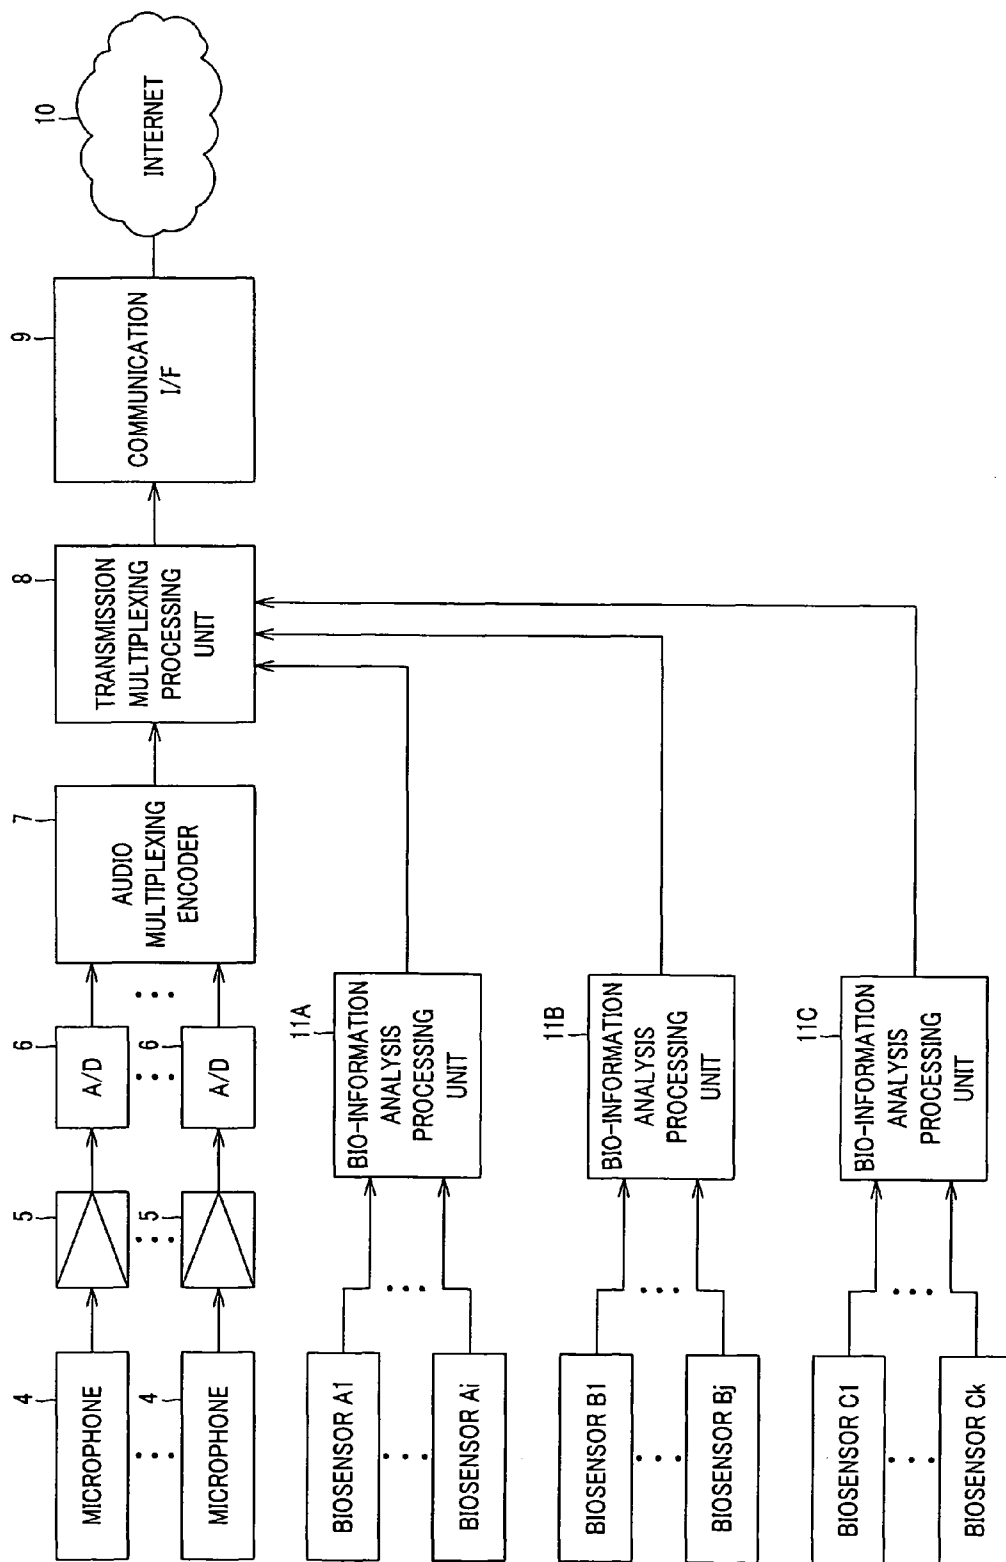 4
MICROPHONE
5
6
A/D
7
AUDIO
MULTIPLEXING
ENCODER
8
TRANSMISSION
MULTIPLEXING
PROCESSING
UNIT
9
COMMUNICATION
I/F
10
INTERNET
4
MICROPHONE
5
6
A/D
BIOSENSOR A1
BIOSENSOR Ai
11A
BIO-INFORMATION
ANALYSIS
PROCESSING
UNIT
BIOSENSOR B1
BIOSENSOR Bj
11B
BIO-INFORMATION
ANALYSIS
PROCESSING
UNIT
BIOSENSOR C1
BIOSENSOR Ck
11C
BIO-INFORMATION
ANALYSIS
PROCESSING
UNIT